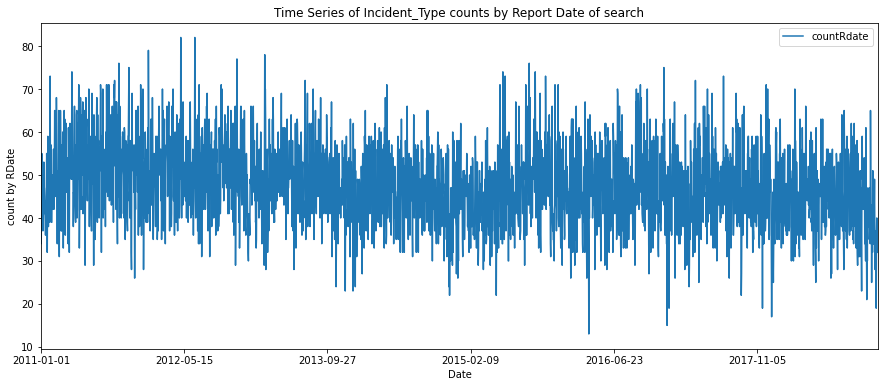 Time Series of Incident_Type counts by Report Date of search
countRdate
count by RDate
80
70
60
50
40
30
20
10
2011-01-01 2012-05-15 2013-09-27 2015-02-09 2016-06-23 2017-11-05
Date